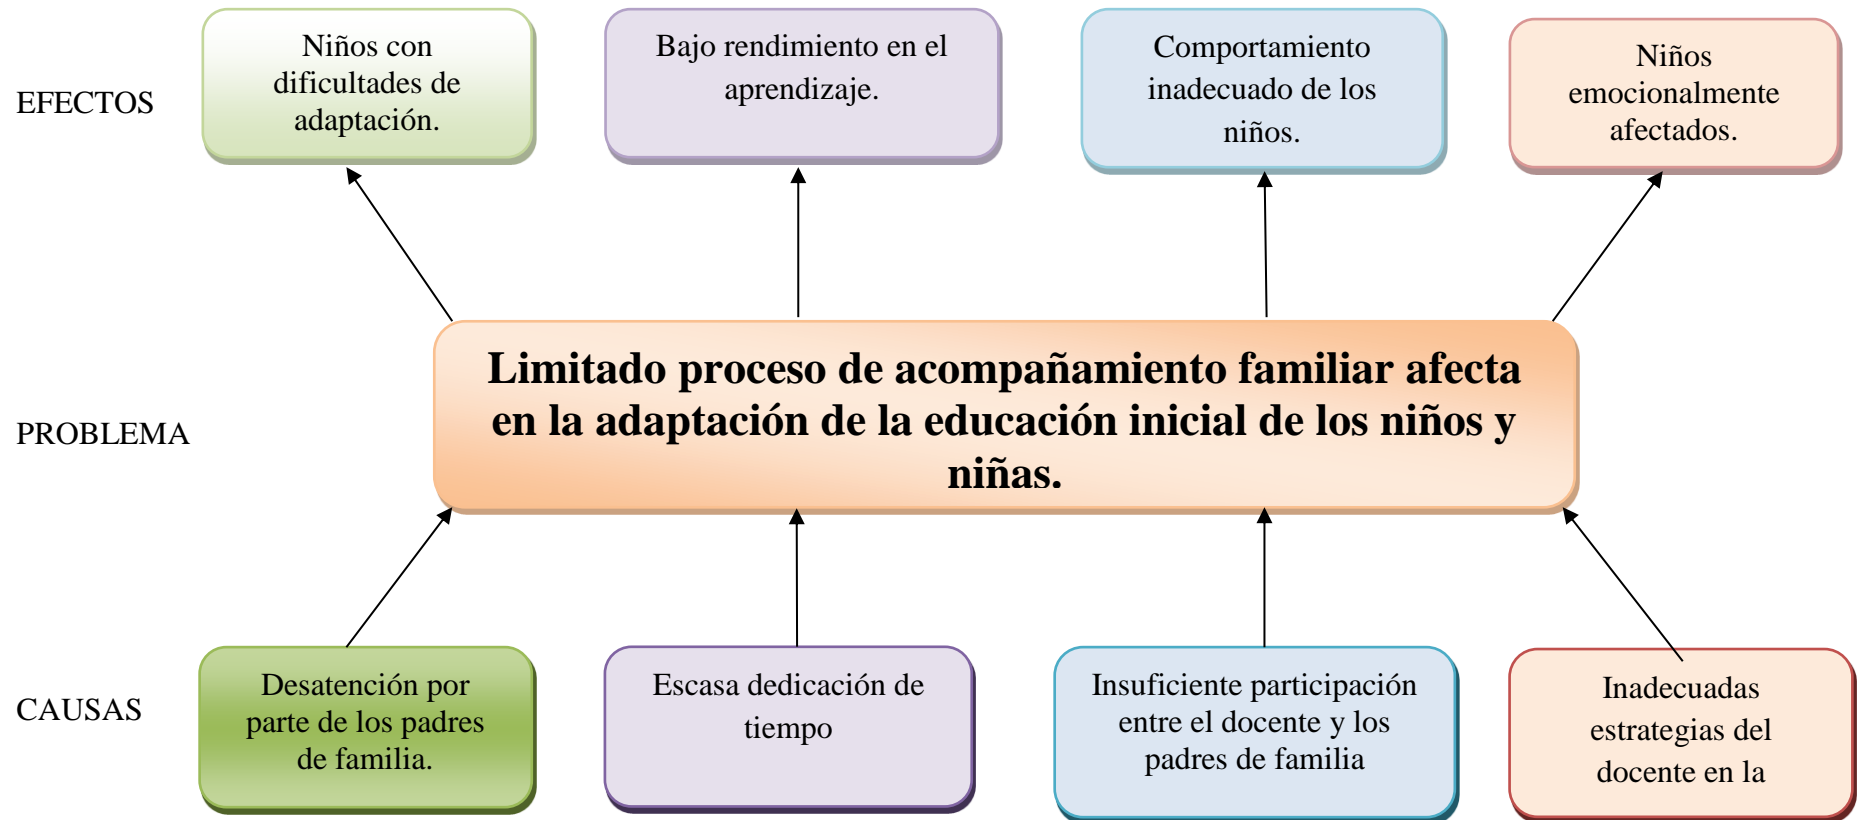 EFECTOS
Niños con
dificultades de
adaptación.
Bajo rendimiento en el
aprendizaje.
Comportamiento
inadecuado de los
niños.
Niños
emocionalmente
afectados.
PROBLEMA
Limitado proceso de acompañamiento familiar afecta
en la adaptación de la educación inicial de los niños y
niñas.
CAUSAS
Desatención por
parte de los padres
de familia.
Escasa dedicación de
tiempo
Insuficiente participación
entre el docente y los
padres de familia
Inadecuadas
estrategias del
docente en la